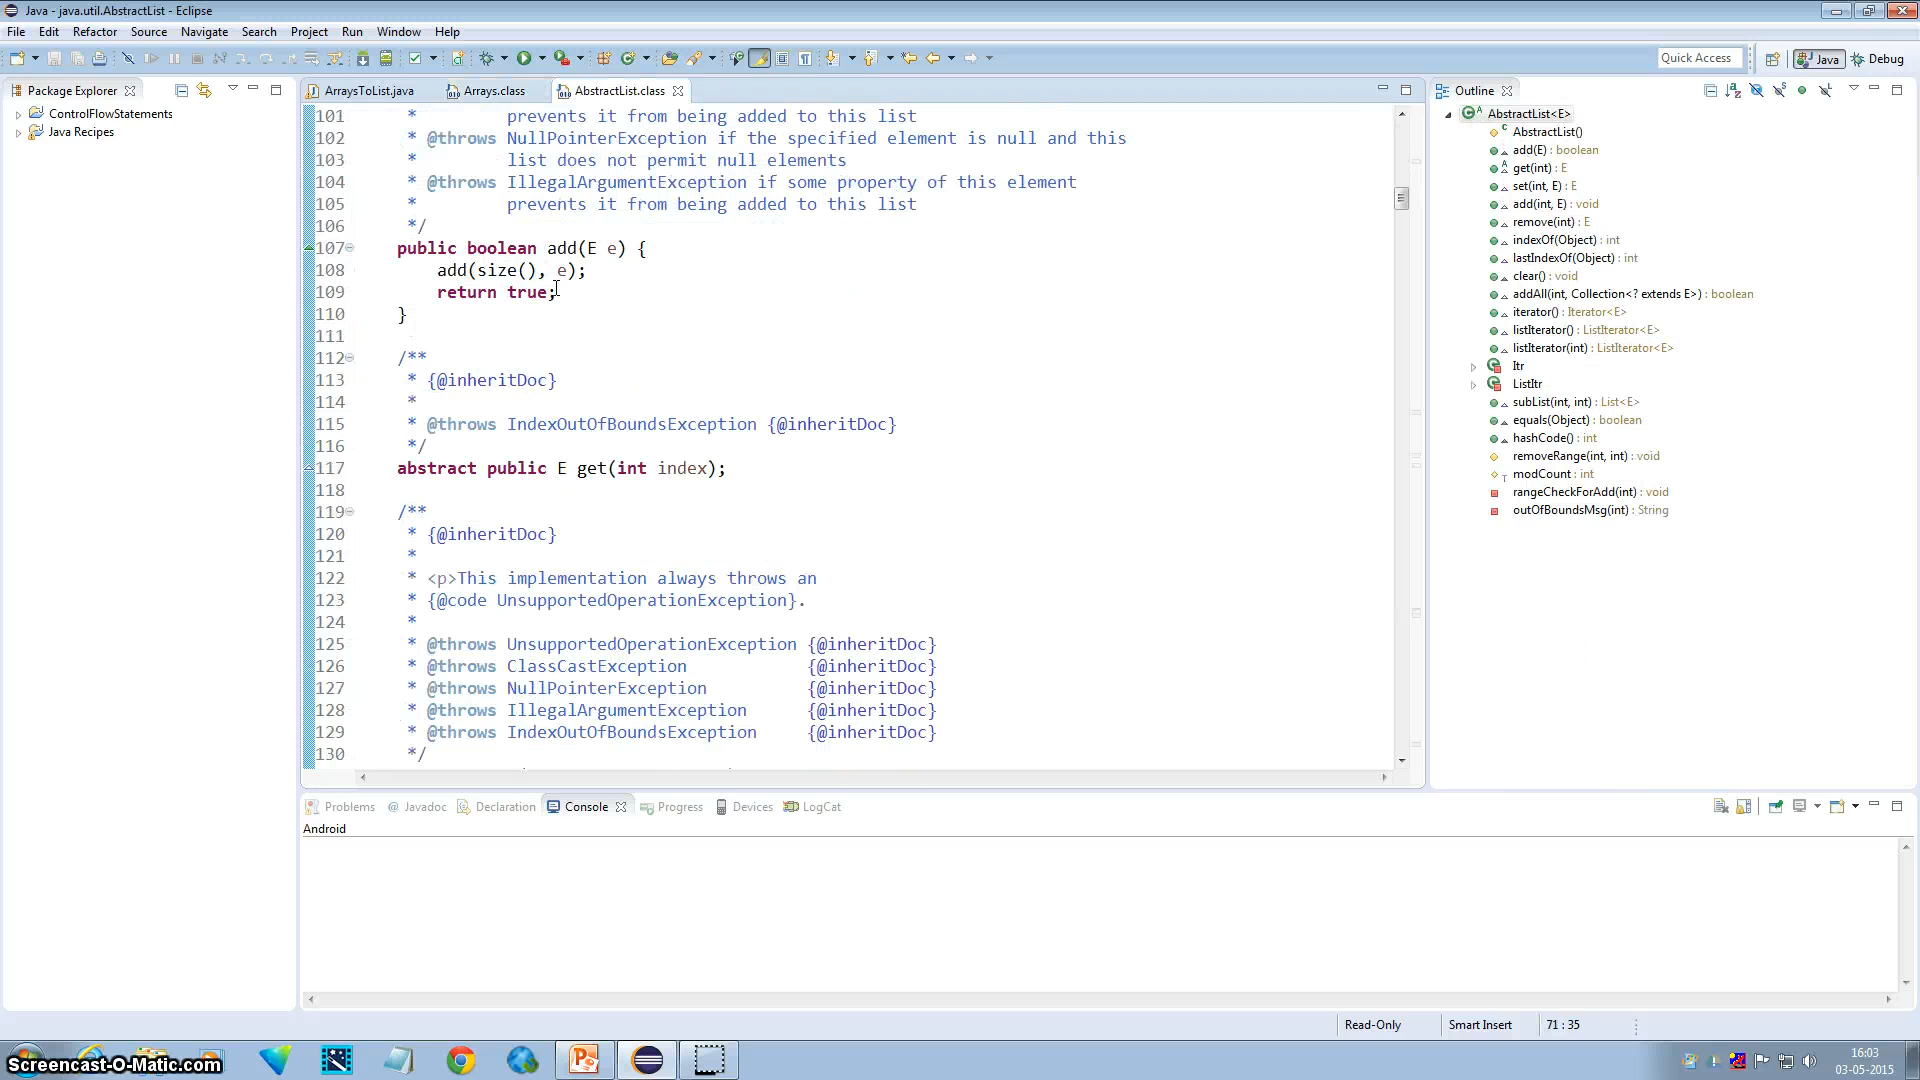 Java - java.util.AbstractList - Eclipse
File Edit Refactor Source Navigate Search Project Run Window Help
Quick Access Java Debug
Package Explorer
ControlFlowStatements
Java Recipes
ArraysToList.java Arrays.class AbstractList.class
101 * prevents it from being added to this list
102 * @throws NullPointerException if the specified element is null and this
103 * list does not permit null elements
104 * @throws IllegalArgumentException if some property of this element
105 * prevents it from being added to this list
106 */
107 public boolean add(E e) {
108 add(size(), e);
109 return true;
110 }
111
112 /**
113 * {@inheritDoc}
114 *
115 * @throws IndexOutOfBoundsException {@inheritDoc}
116 */
117 abstract public E get(int index);
118
119 /**
120 * {@inheritDoc}
121 *
122 * <p>This implementation always throws an
123 * {@code UnsupportedOperationException}.
124 *
125 * @throws UnsupportedOperationException {@inheritDoc}
126 * @throws ClassCastException {@inheritDoc}
127 * @throws NullPointerException {@inheritDoc}
128 * @throws IllegalArgumentException {@inheritDoc}
129 * @throws IndexOutOfBoundsException {@inheritDoc}
130 */
Outline
AbstractList<E>
AbstractList()
add(E) : boolean
get(int) : E
set(int, E) : E
add(int, E) : void
remove(int) : E
indexOf(Object) : int
lastIndexOf(Object) : int
clear() : void
addAll(int, Collection<? extends E>) : boolean
iterator() : Iterator<E>
listIterator() : ListIterator<E>
listIterator(int) : ListIterator<E>
Itr
ListItr
subList(int, int) : List<E>
equals(Object) : boolean
hashCode() : int
removeRange(int, int) : void
modCount : int
rangeCheckForAdd(int) : void
outOfBoundsMsg(int) : String
Problems @ Javadoc Declaration Console Progress Devices LogCat
Android
Read-Only Smart Insert 71 : 35
Screencast-O-Matic.com
16:03
03-05-2015